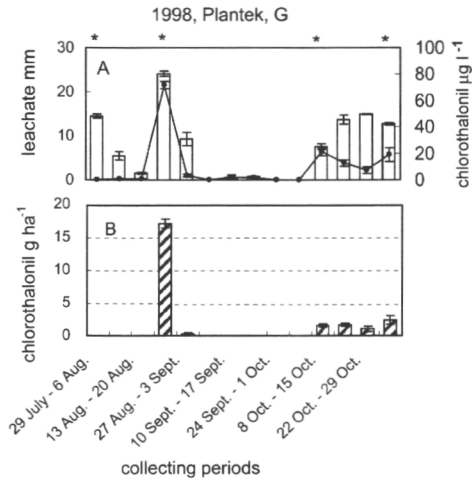 1998, Plantek, G
* * * *
30 100
A
80
20
60
40
10
20
0 0
leachate mm
chlorothalonil µg l⁻¹
20
B
15
10
5
0
chlorothalonil g ha⁻¹
29 July - 6 Aug.
13 Aug. - 20 Aug.
27 Aug. - 3 Sept.
10 Sept. - 17 Sept.
24 Sept. - 1 Oct.
8 Oct. - 15 Oct.
22 Oct. - 29 Oct.
collecting periods